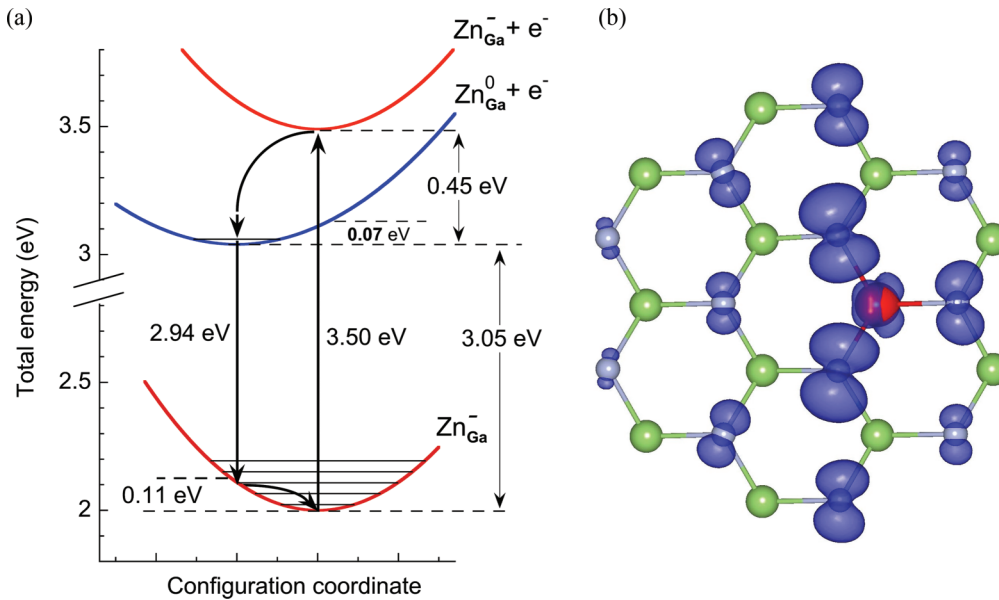 (a)
(b)
Zn⁻Ga + e⁻
Zn⁰Ga + e⁻
3.5
0.45 eV
0.07 eV
3
Total energy (eV)
2.94 eV
3.50 eV
3.05 eV
2.5
Zn⁻Ga
0.11 eV
2
Configuration coordinate